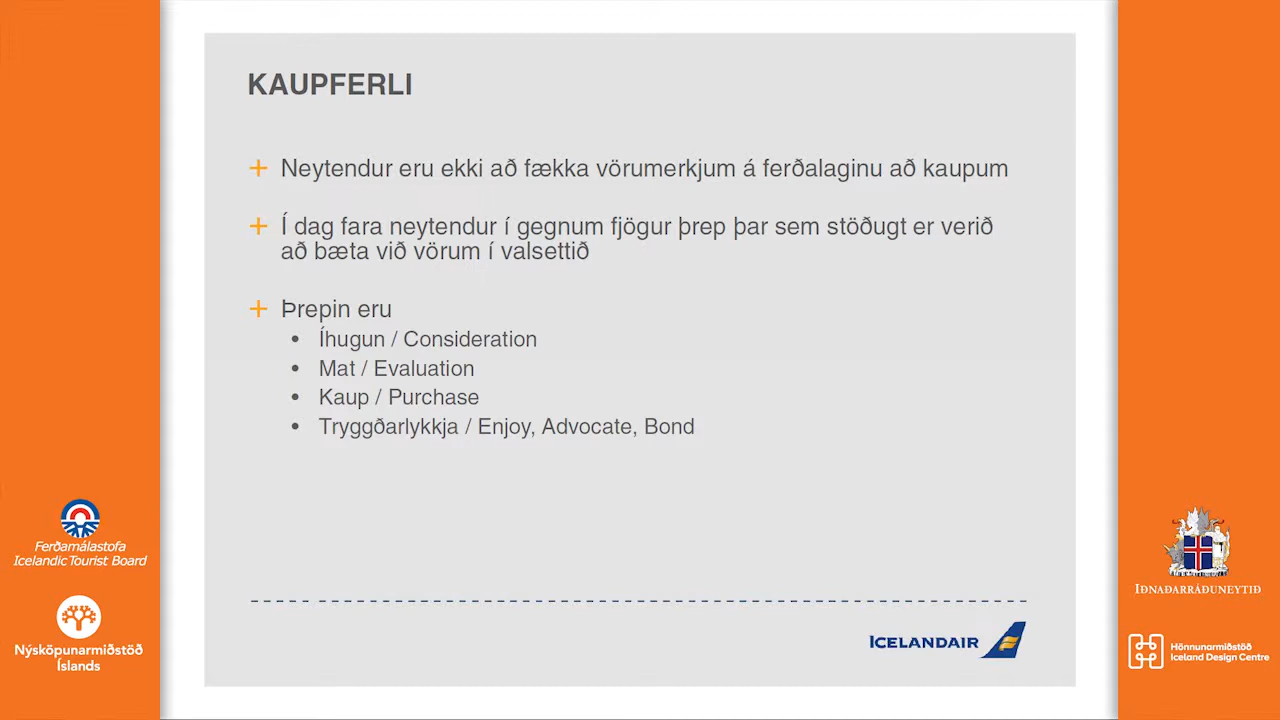 KAUPFERLI
Neytendur eru ekki að fækka vörumerkjum á ferðalaginu að kaupum
Í dag fara neytendur í gegnum fjögur þrep þar sem stöðugt er verið
að bæta við vörum í valsettið
Þrepin eru
Íhugun / Consideration
Mat / Evaluation
Kaup / Purchase
Tryggðarlykkja / Enjoy, Advocate, Bond
ICELANDAIR
Ferðamálastofa
Icelandic Tourist Board
Nýsköpunarmiðstöð
Íslands
IÐNAÐARRÁÐUNEYTIÐ
Hönnunarmiðstöð
Iceland Design Centre